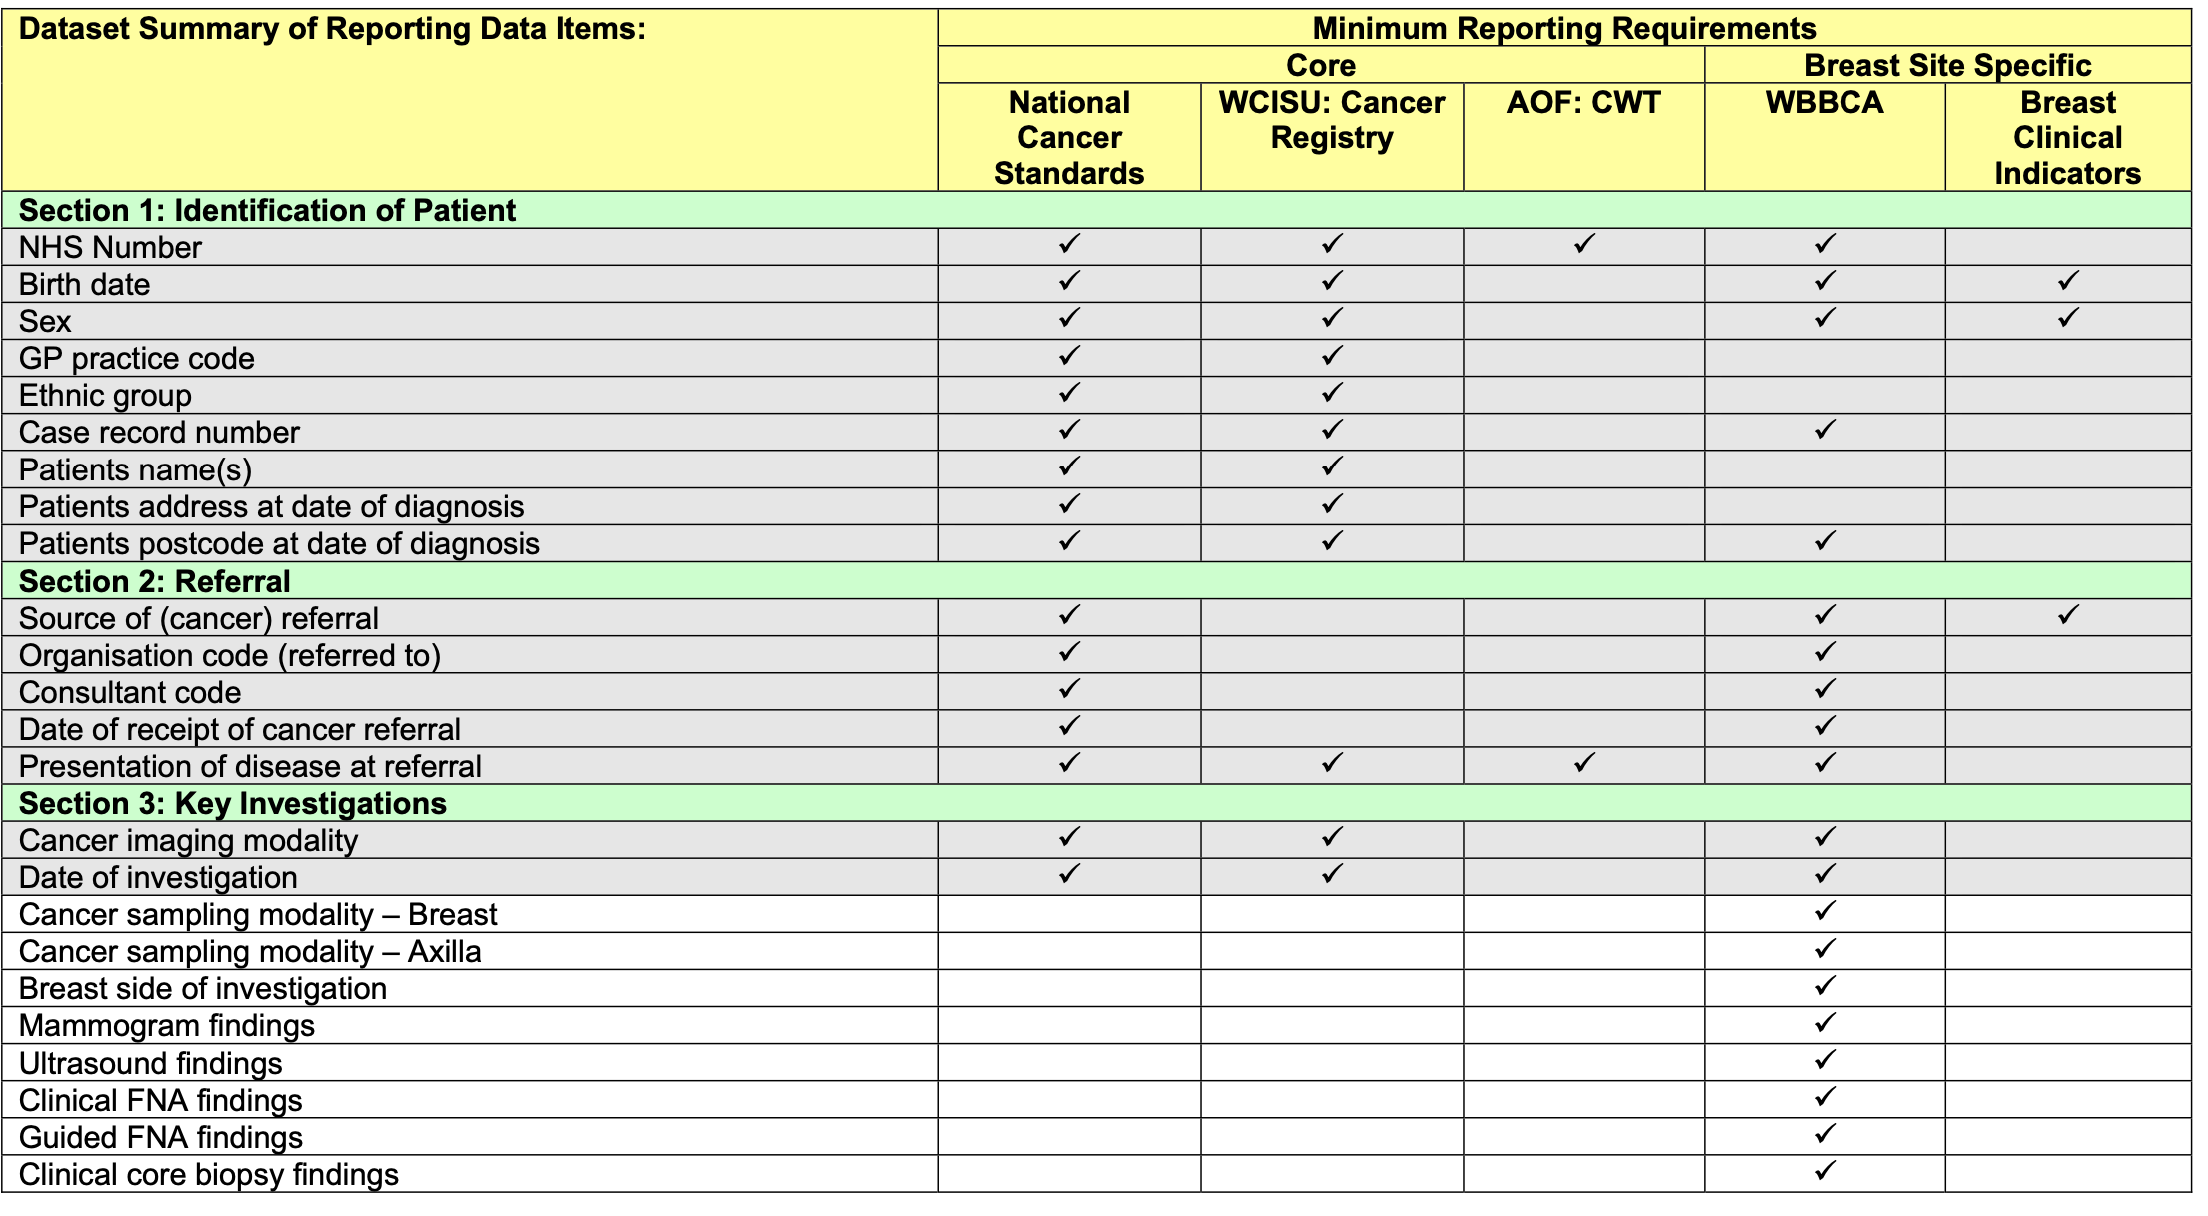 Dataset Summary of Reporting Data Items:
Minimum Reporting Requirements
Core
Breast Site Specific
National
Cancer
Standards
WCISU: Cancer
Registry
AOF: CWT
WBBCA
Breast
Clinical
Indicators
Section 1: Identification of Patient
NHS Number ✓ ✓ ✓ ✓
Birth date ✓ ✓ ✓ ✓
Sex ✓ ✓ ✓ ✓
GP practice code ✓ ✓
Ethnic group ✓ ✓
Case record number ✓ ✓ ✓
Patients name(s) ✓ ✓
Patients address at date of diagnosis ✓ ✓
Patients postcode at date of diagnosis ✓ ✓ ✓
Section 2: Referral
Source of (cancer) referral ✓ ✓ ✓
Organisation code (referred to) ✓ ✓
Consultant code ✓ ✓
Date of receipt of cancer referral ✓ ✓
Presentation of disease at referral ✓ ✓ ✓ ✓
Section 3: Key Investigations
Cancer imaging modality ✓ ✓ ✓
Date of investigation ✓ ✓ ✓
Cancer sampling modality – Breast ✓
Cancer sampling modality – Axilla ✓
Breast side of investigation ✓
Mammogram findings ✓
Ultrasound findings ✓
Clinical FNA findings ✓
Guided FNA findings ✓
Clinical core biopsy findings ✓